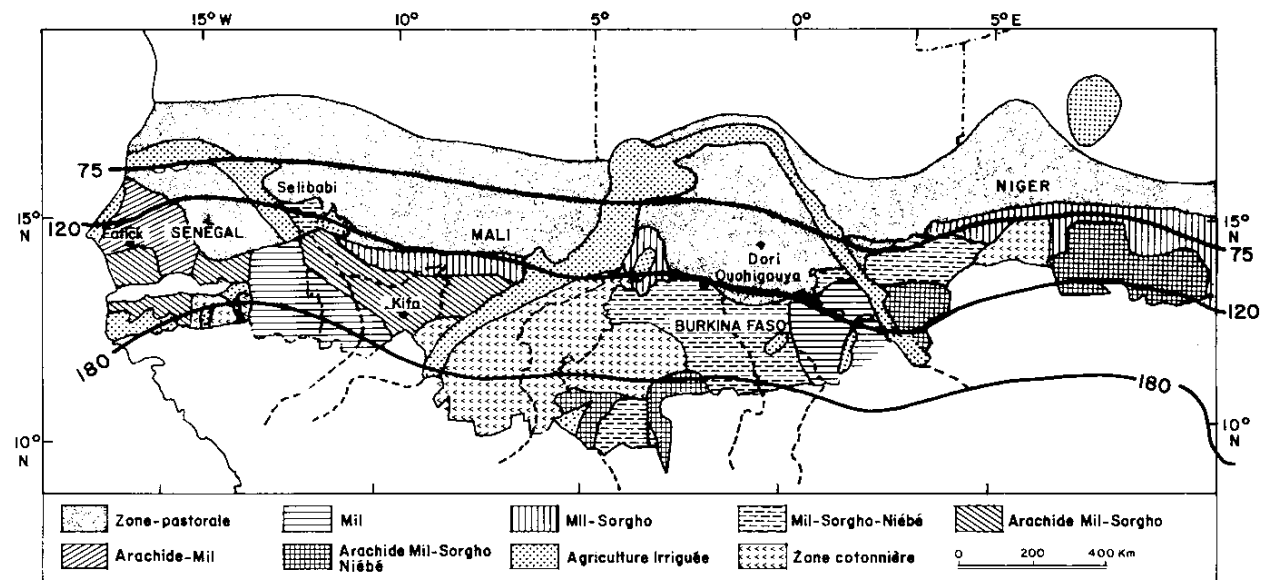 15° W 10° 5° 0° 5° E
75
Selibabi
NIGER
15°
N
120
Fatick
SENEGAL
MALI
15°
N
75
Dori
Ouahigouya
Kifa
120
BURKINA FASO
180
180
10°
N
10°
N
Zone-pastorale Mil Mil-Sorgho Mil-Sorgho-Niébé Arachide Mil-Sorgho
Arachide-Mil Arachide Mil-Sorgho Niébé Agriculture Irriguée Zone cotonnière 0 200 400 Km